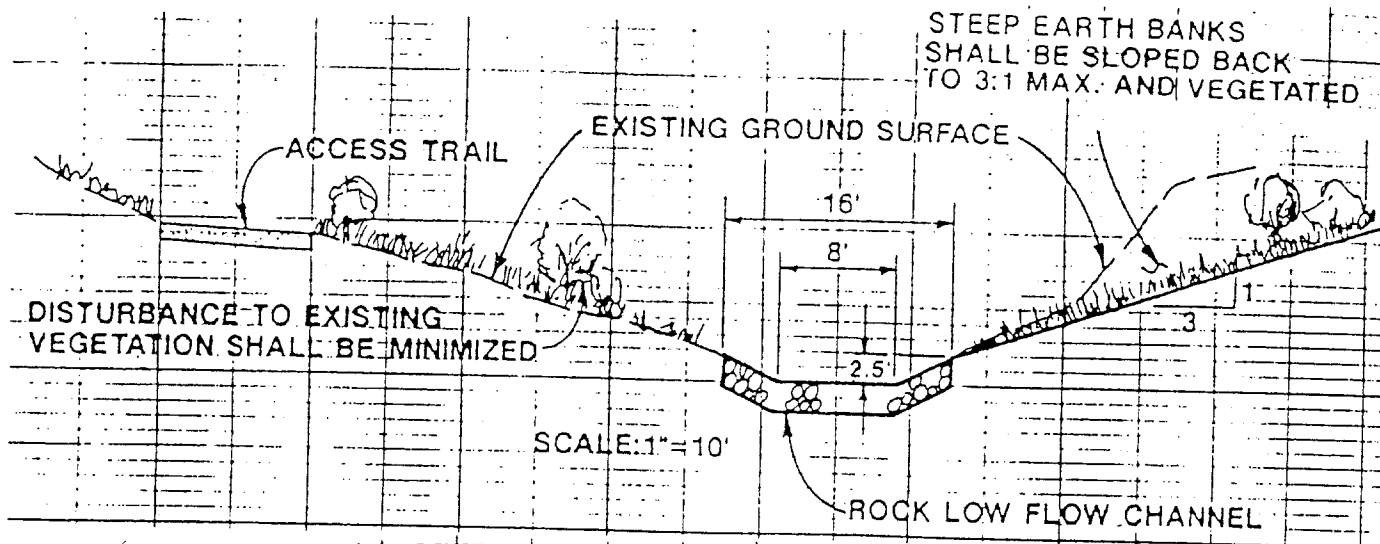 STEEP EARTH BANKS
SHALL BE SLOPED BACK
TO 3:1 MAX. AND VEGETATED
EXISTING GROUND SURFACE
ACCESS TRAIL
16'
8'
DISTURBANCE TO EXISTING
VEGETATION SHALL BE MINIMIZED
1
3
2.5'
SCALE: 1"=10'
ROCK LOW FLOW CHANNEL